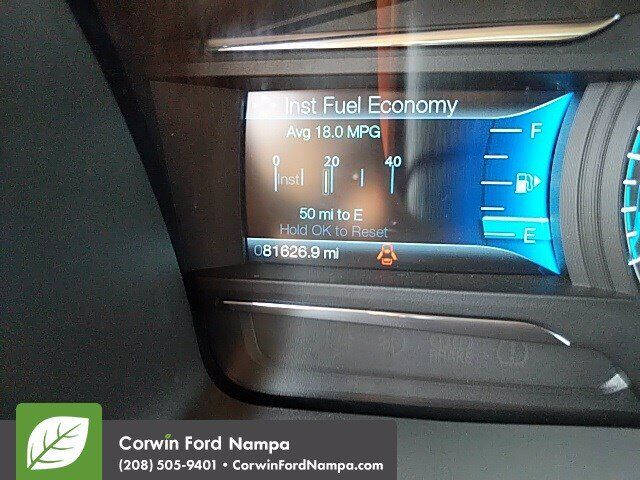 Inst Fuel Economy
Avg 18.0 MPG
F
0 20 40
Inst
50 mi to E
Hold OK to Reset
E
081626.9 mi
Corwin Ford Nampa
(208) 505-9401 • CorwinFordNampa.com